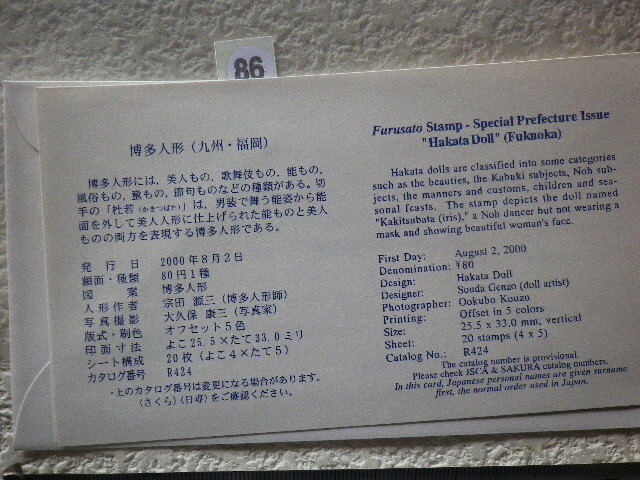 86
博多人形（九州・福岡）
博多人形には，美人もの，歌舞伎もの，能もの，
風俗もの，童もの，節句ものなどの種類がある。切
手の「杜若（かきつばた）」は，男装で舞う能姿から能
面を外して美人人形に仕上げられた能ものと美人
ものの両方を表現する博多人形である。
発行日 2000年8月2日
額面・種類 80円1種
図案 博多人形
人形作者 宗田 源三（博多人形師）
写真撮影 大久保 康三（写真家）
版式・刷色 オフセット5色
印面寸法 よこ25.5×たて33.0ミリ
シート構成 20枚（よこ4×たて5）
カタログ番号 R424
・上のカタログ番号は変更になる場合があります。
（さくら）（日専）をご確認ください。
Furusato Stamp - Special Prefecture Issue
"Hakata Doll" (Fukuoka)
Hakata dolls are classified into some categories
such as the beauties, the Kabuki subjects, Noh sub-
jects, the manners and customs, children and sea-
sonal feasts. The stamp depicts the doll named
"Kakitsubata (iris)," a Noh dancer but not wearing a
mask and showing beautiful woman's face.
First Day: August 2, 2000
Denomination: ¥80
Design: Hakata Doll
Designer: Souda Genzo (doll artist)
Photographer: Ookubo Kouzo
Printing: Offset in 5 colors
Size: 25.5 x 33.0 mm, vertical
Sheet: 20 stamps (4 x 5)
Catalog No.: R424
The catalog number is provisional.
Please check JSCA & SAKURA catalog numbers.
In this card, Japanese personal names are given surname
first, the normal order used in Japan.